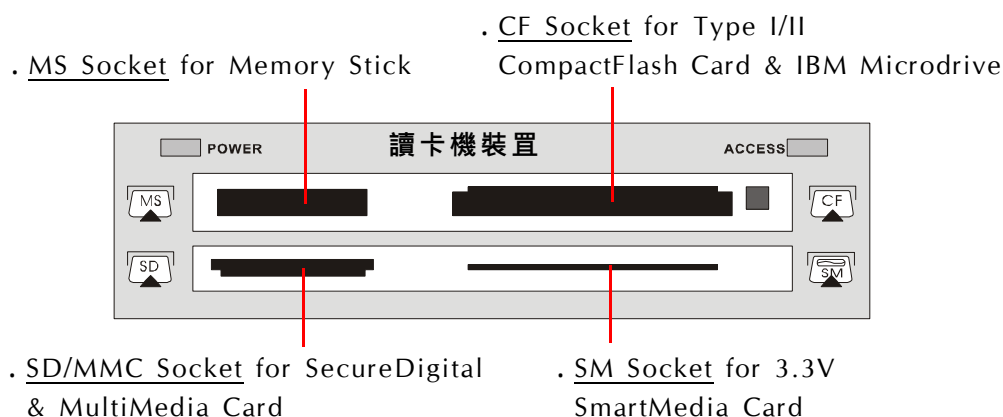 . CF Socket for Type I/II
CompactFlash Card & IBM Microdrive
. MS Socket for Memory Stick
POWER
讀卡機裝置
ACCESS
MS
CF
SD
SM
. SD/MMC Socket for SecureDigital
& MultiMedia Card
. SM Socket for 3.3V
SmartMedia Card